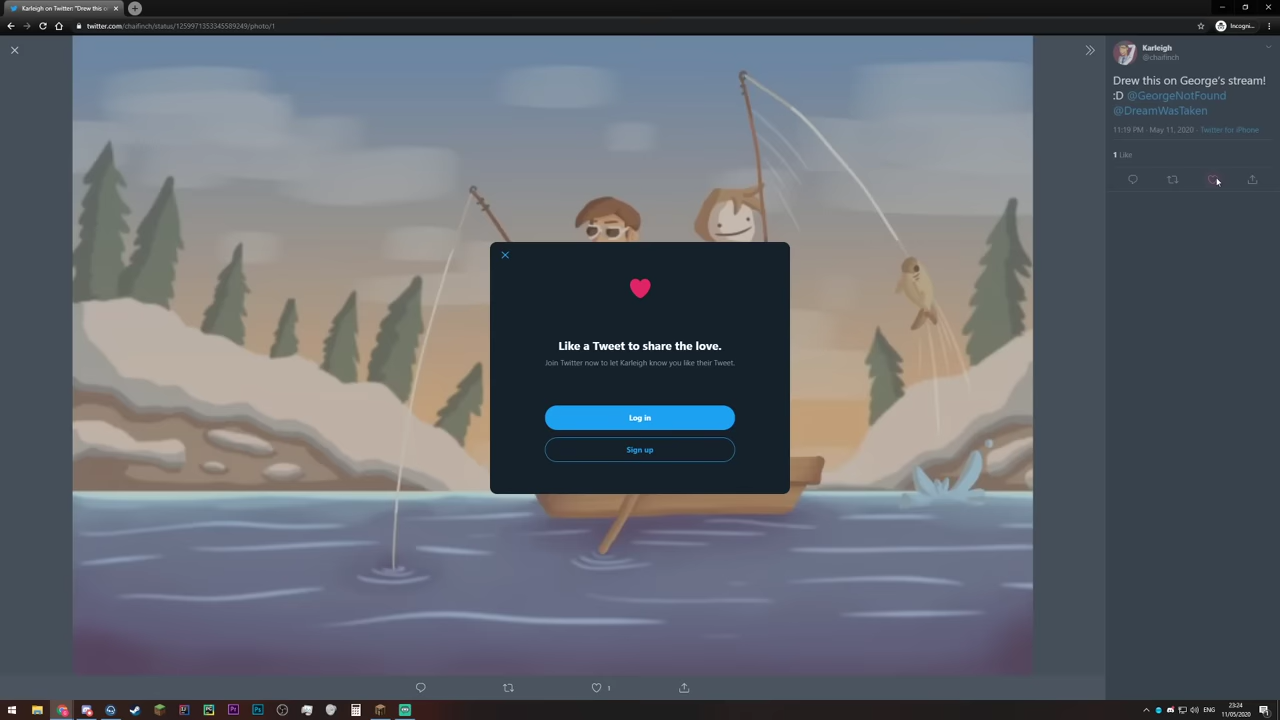 Karleigh on Twitter: "Drew this o
Incogni...
twitter.com/chaifinch/status/1259971353345589249/photo/1
Karleigh
@chaifinch
Drew this on George's stream!
:D @GeorgeNotFound
@DreamWasTaken
11:19 PM · May 11, 2020 · Twitter for iPhone
1 Like
Like a Tweet to share the love.
Join Twitter now to let Karleigh know you like their Tweet.
Log in
Sign up
1
ENG
23:24
11/05/2020